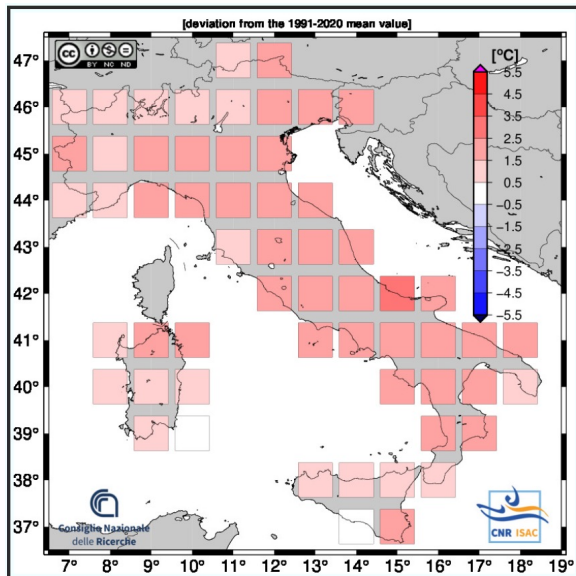 [deviation from the 1991-2020 mean value]
47°
46°
45°
44°
43°
42°
41°
40°
39°
38°
37°
cc
BY NC ND
[°C]
5.5
4.5
3.5
2.5
1.5
0.5
−0.5
−1.5
−2.5
−3.5
−4.5
−5.5
Consiglio Nazionale
delle Ricerche
CNR ISAC
7° 8° 9° 10° 11° 12° 13° 14° 15° 16° 17° 18° 19°